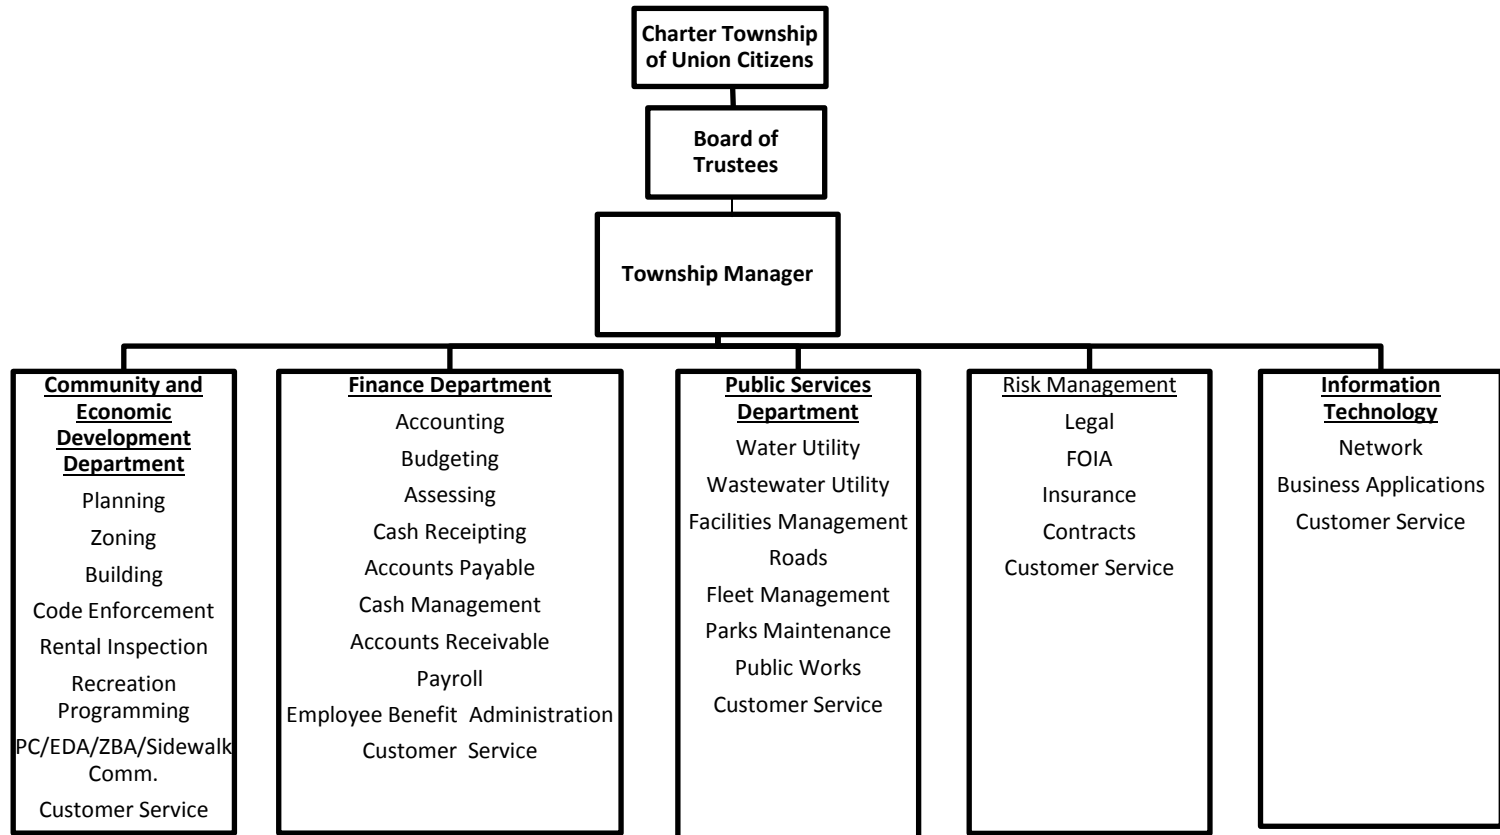 Charter Township
of Union Citizens
Board of
Trustees
Township Manager
Community and
Economic
Development
Department
Planning
Zoning
Building
Code Enforcement
Rental Inspection
Recreation
Programming
PC/EDA/ZBA/Sidewalk
Comm.
Customer Service
Finance Department
Accounting
Budgeting
Assessing
Cash Receipting
Accounts Payable
Cash Management
Accounts Receivable
Payroll
Employee Benefit Administration
Customer Service
Public Services
Department
Water Utility
Wastewater Utility
Facilities Management
Roads
Fleet Management
Parks Maintenance
Public Works
Customer Service
Risk Management
Legal
FOIA
Insurance
Contracts
Customer Service
Information
Technology
Network
Business Applications
Customer Service